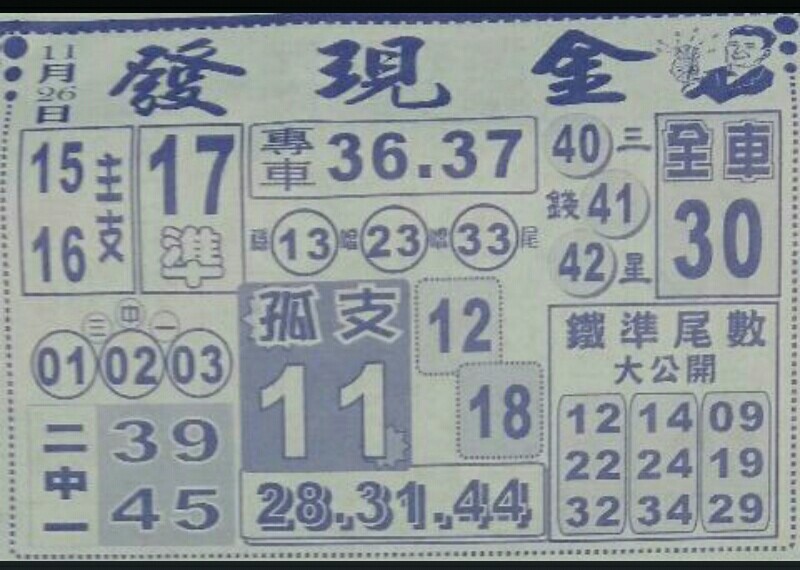 11月26日
發現金
15
16
主支
17
準
專車
36.37
13
23
33
尾
40
41
42
三
錢
星
全車
30
三中一
01 02 03
孤支
11
12
18
二中一
39
45
28.31.44
鐵準尾數
大公開
12 14 09
22 24 19
32 34 29